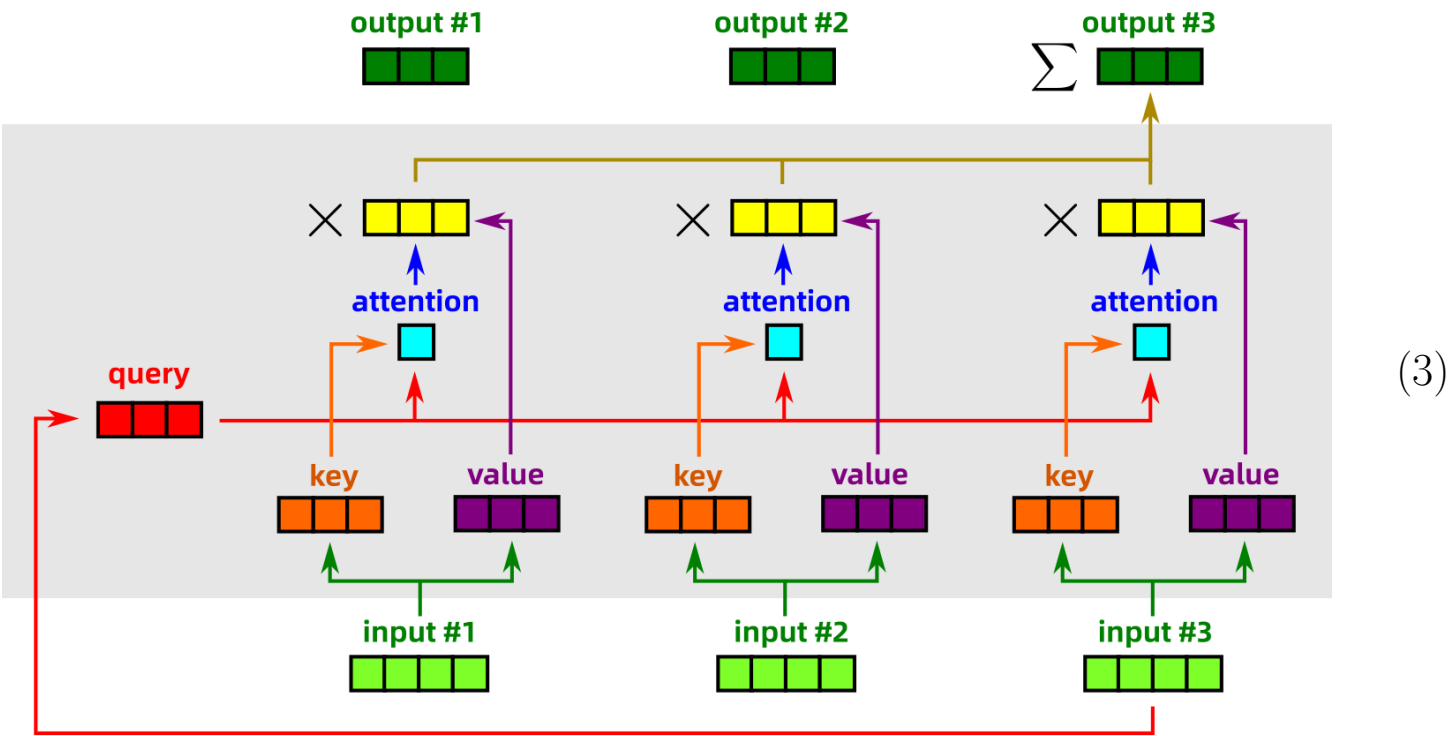 output #1 output #2 output #3
∑
× × ×
attention attention attention
query
(3)
key value key value key value
input #1 input #2 input #3